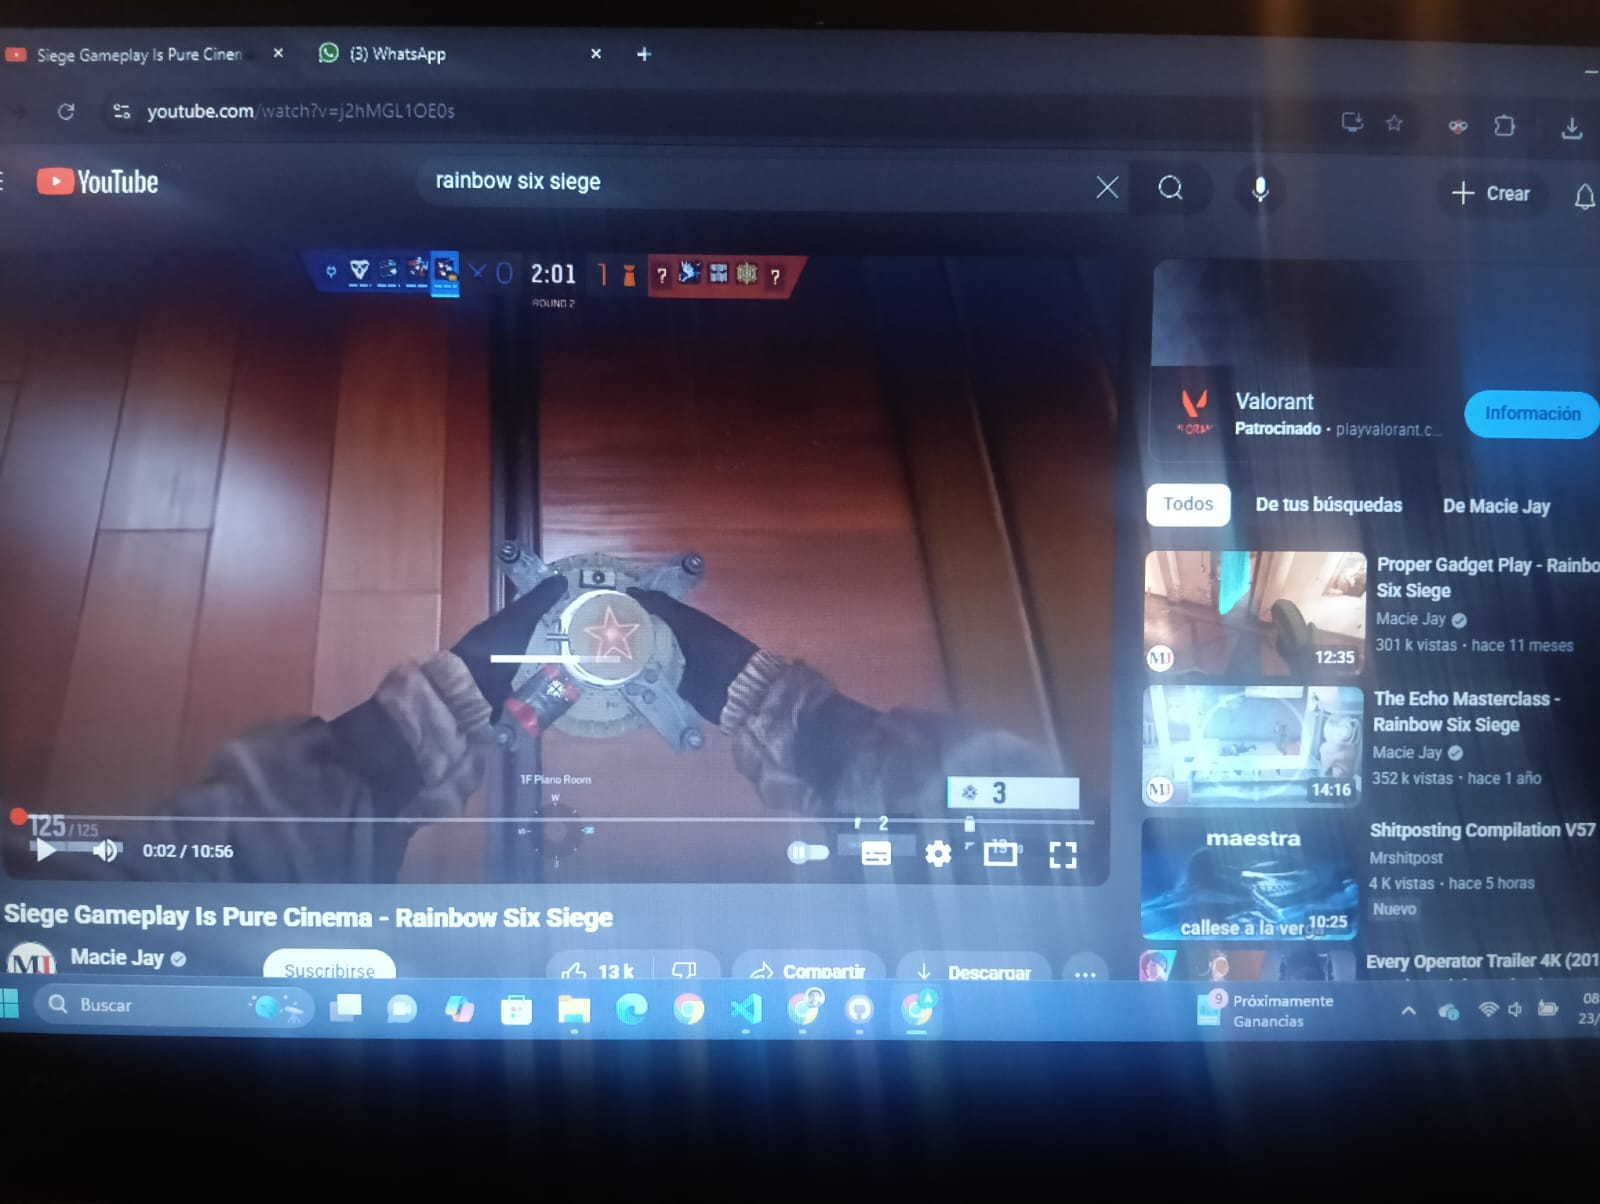 Siege Gameplay Is Pure Cinem
(3) WhatsApp
youtube.com/watch?v=j2hMGL1OE0s
YouTube
rainbow six siege
Crear
0
2:01
1
? ?
ROUND 2
Valorant
Patrocinado • playvalorant.c...
Información
Todos
De tus búsquedas
De Macie Jay
Proper Gadget Play - Rainbo
Six Siege
Macie Jay
301 k vistas • hace 11 meses
MJ
12:35
The Echo Masterclass -
Rainbow Six Siege
Macie Jay
352 k vistas • hace 1 año
MJ
14:16
maestra
callese a la verg
10:25
Shitposting Compilation V57
Mrshitpost
4 K vistas • hace 5 horas
Nuevo
Every Operator Trailer 4K (201
1F Piano Room
W
3
2
125/125
0:02 / 10:56
Siege Gameplay Is Pure Cinema - Rainbow Six Siege
MJ
Macie Jay
Suscribirse
13 k
Compartir
Descargar
...
Buscar
9
Próximamente
Ganancias
08
23/